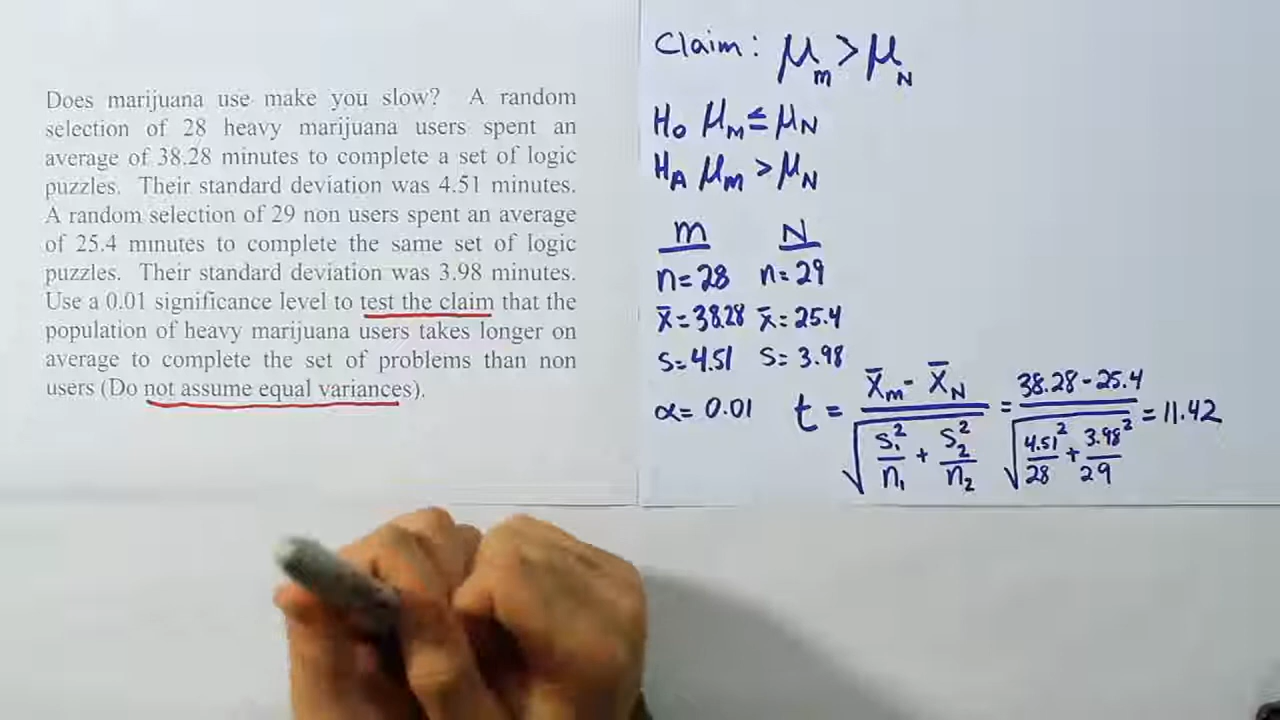 Does marijuana use make you slow? A random
selection of 28 heavy marijuana users spent an
average of 38.28 minutes to complete a set of logic
puzzles. Their standard deviation was 4.51 minutes.
A random selection of 29 non users spent an average
of 25.4 minutes to complete the same set of logic
puzzles. Their standard deviation was 3.98 minutes.
Use a 0.01 significance level to test the claim that the
population of heavy marijuana users takes longer on
average to complete the set of problems than non
users (Do not assume equal variances).
Claim: μm > μN
H0 μM ≤ μN
HA μm > μN
m N
n=28 n=29
x̄=38.28 x̄=25.4
s=4.51 s=3.98
α=0.01
t = (x̄m - x̄N) / √(s₁²/n₁ + s₂²/n₂) = (38.28-25.4) / √(4.51²/28 + 3.98²/29) = 11.42